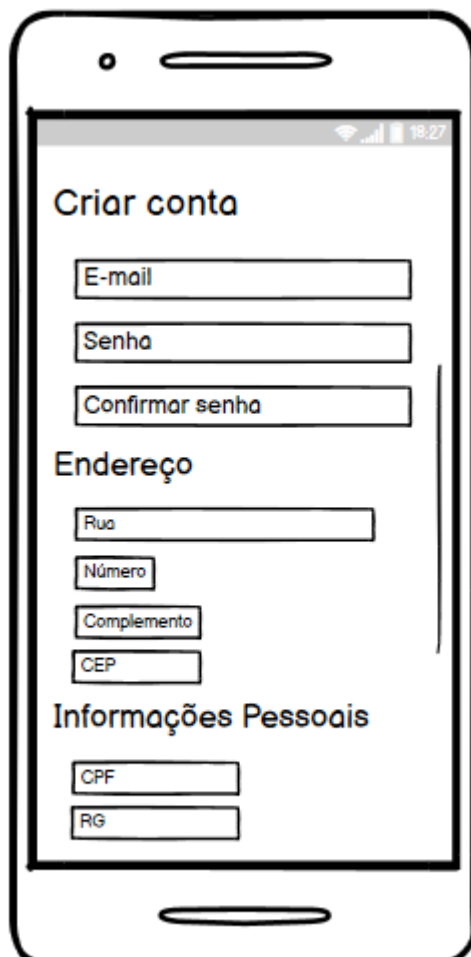 18:27
Criar conta
E-mail
Senha
Confirmar senha
Endereço
Rua
Número
Complemento
CEP
Informações Pessoais
CPF
RG